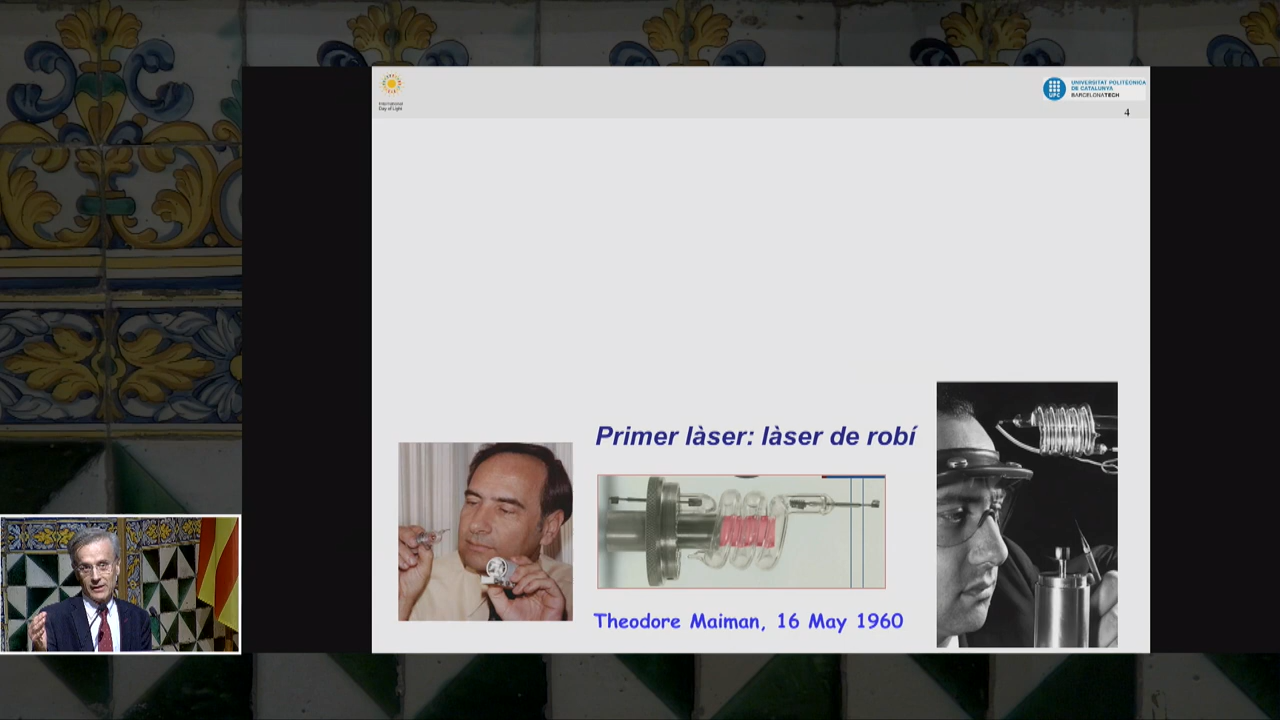 International
Day of Light
UNIVERSITAT POLITÈCNICA
DE CATALUNYA
BARCELONATECH
UPC
4
Primer làser: làser de robí
Theodore Maiman, 16 May 1960